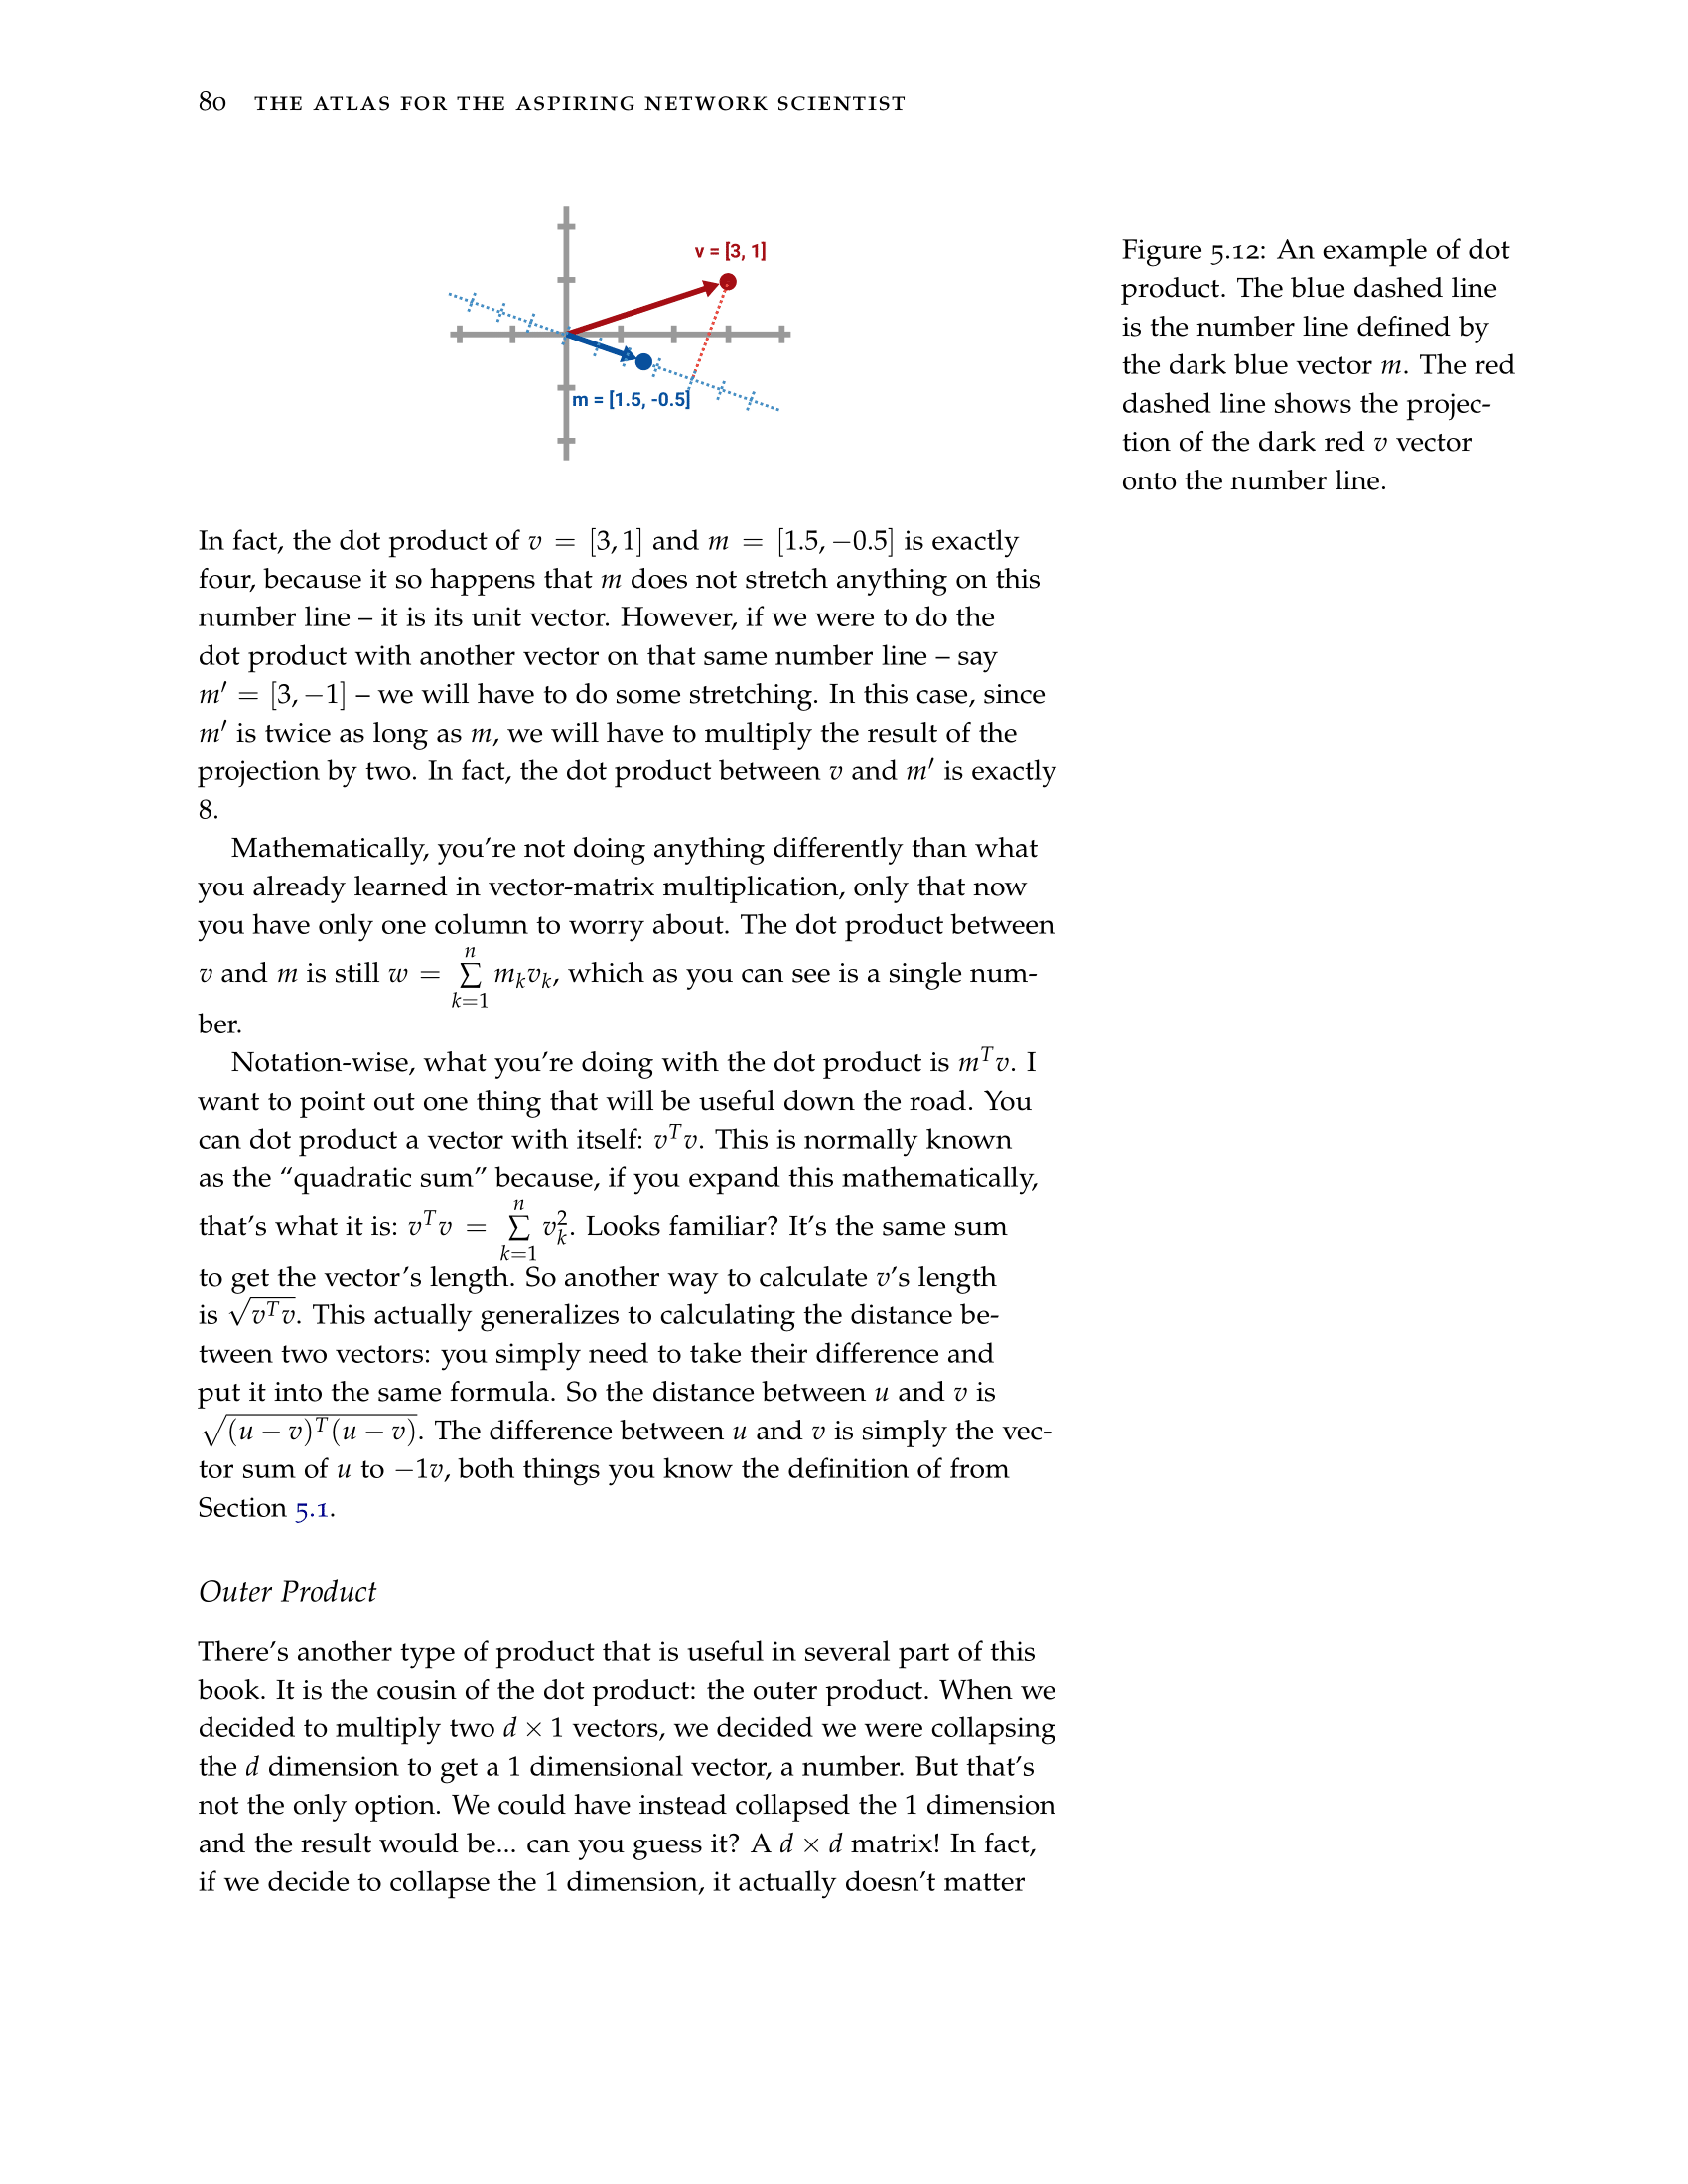 80 THE ATLAS FOR THE ASPIRING NETWORK SCIENTIST
v = [3, 1]
m = [1.5, -0.5]
Figure 5.12: An example of dot
product. The blue dashed line
is the number line defined by
the dark blue vector m. The red
dashed line shows the projec-
tion of the dark red v vector
onto the number line.
In fact, the dot product of v = [3, 1] and m = [1.5, −0.5] is exactly
four, because it so happens that m does not stretch anything on this
number line – it is its unit vector. However, if we were to do the
dot product with another vector on that same number line – say
m′ = [3, −1] – we will have to do some stretching. In this case, since
m′ is twice as long as m, we will have to multiply the result of the
projection by two. In fact, the dot product between v and m′ is exactly
8.
Mathematically, you’re not doing anything differently than what
you already learned in vector-matrix multiplication, only that now
you have only one column to worry about. The dot product between
v and m is still w = ∑_{k=1}^{n} m_k v_k, which as you can see is a single num-
ber.
Notation-wise, what you’re doing with the dot product is m^T v. I
want to point out one thing that will be useful down the road. You
can dot product a vector with itself: v^T v. This is normally known
as the “quadratic sum” because, if you expand this mathematically,
that’s what it is: v^T v = ∑_{k=1}^{n} v_k^2. Looks familiar? It’s the same sum
to get the vector’s length. So another way to calculate v’s length
is √(v^T v). This actually generalizes to calculating the distance be-
tween two vectors: you simply need to take their difference and
put it into the same formula. So the distance between u and v is
√((u − v)^T (u − v)). The difference between u and v is simply the vec-
tor sum of u to −1v, both things you know the definition of from
Section 5.1.
Outer Product
There’s another type of product that is useful in several part of this
book. It is the cousin of the dot product: the outer product. When we
decided to multiply two d × 1 vectors, we decided we were collapsing
the d dimension to get a 1 dimensional vector, a number. But that’s
not the only option. We could have instead collapsed the 1 dimension
and the result would be... can you guess it? A d × d matrix! In fact,
if we decide to collapse the 1 dimension, it actually doesn’t matter